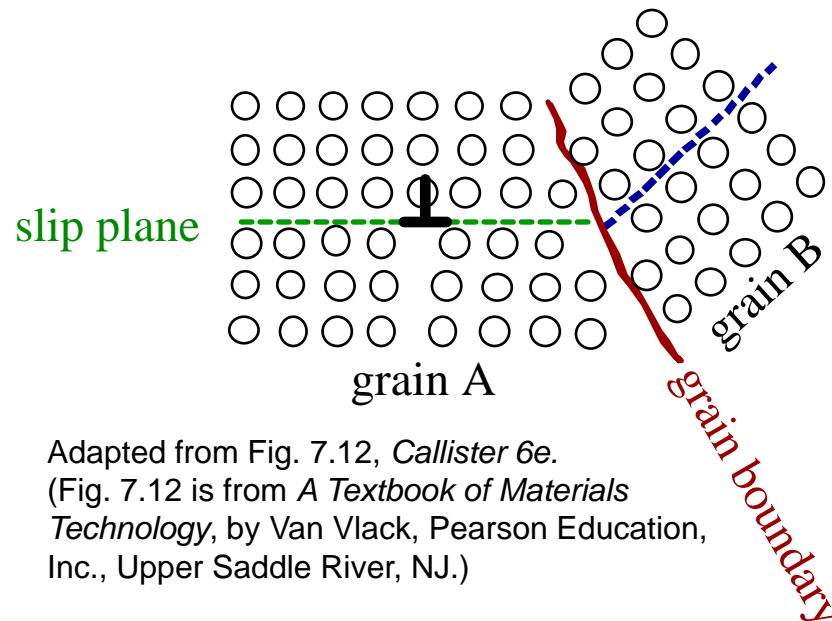 slip plane
grain A
grain B
grain boundary
Adapted from Fig. 7.12, Callister 6e.
(Fig. 7.12 is from A Textbook of Materials
Technology, by Van Vlack, Pearson Education,
Inc., Upper Saddle River, NJ.)